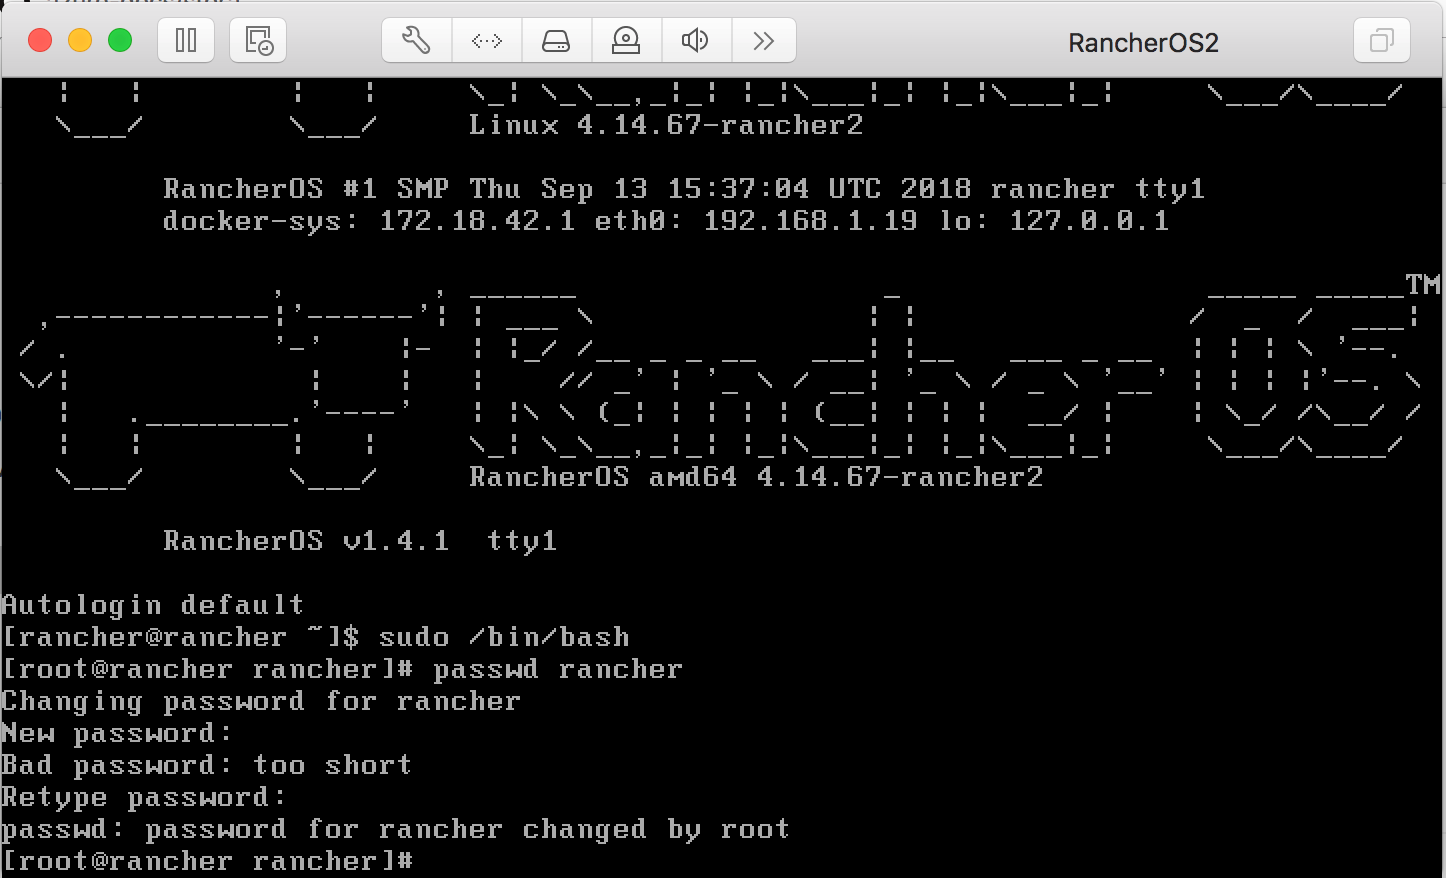 RancherOS2
Linux 4.14.67-rancher2
RancherOS #1 SMP Thu Sep 13 15:37:04 UTC 2018 rancher tty1
docker-sys: 172.18.42.1 eth0: 192.168.1.19 lo: 127.0.0.1
TM
RancherOS
RancherOS amd64 4.14.67-rancher2
RancherOS v1.4.1 tty1
Autologin default
[rancher@rancher ~]$ sudo /bin/bash
[root@rancher rancher]# passwd rancher
Changing password for rancher
New password:
Bad password: too short
Retype password:
passwd: password for rancher changed by root
[root@rancher rancher]#